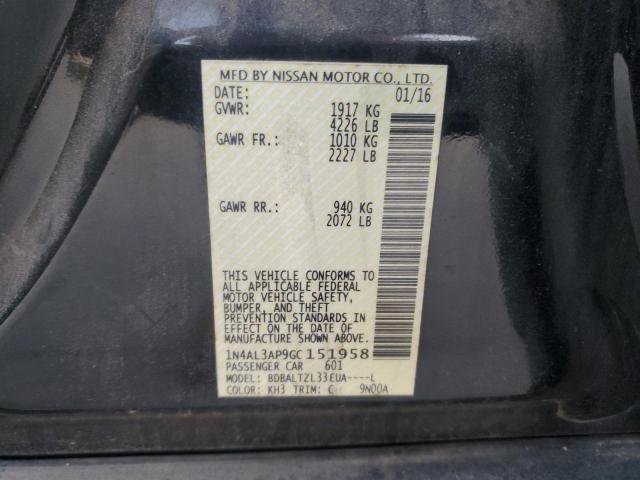 MFD BY NISSAN MOTOR CO., LTD.
DATE: 01/16
GVWR: 1917 KG
4226 LB
GAWR FR.: 1010 KG
2227 LB
GAWR RR.: 940 KG
2072 LB
THIS VEHICLE CONFORMS TO
ALL APPLICABLE FEDERAL
MOTOR VEHICLE SAFETY,
BUMPER, AND THEFT
PREVENTION STANDARDS IN
EFFECT ON THE DATE OF
MANUFACTURE SHOWN ABOVE.
1N4AL3AP9GC151958
PASSENGER CAR 601
MODEL: BDBALTZL33EUA----L
COLOR: KH3 TRIM: 9N00A